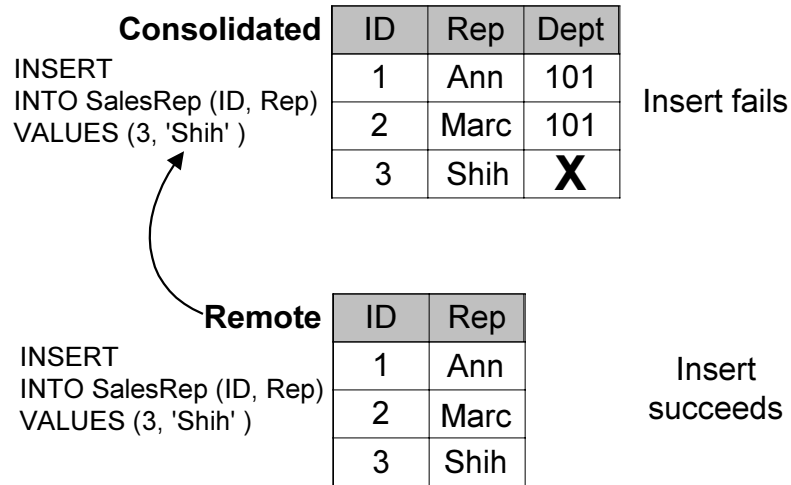 Consolidated
INSERT
INTO SalesRep (ID, Rep)
VALUES (3, 'Shih' )
ID Rep Dept
1 Ann 101
2 Marc 101
3 Shih X
Insert fails
Remote
INSERT
INTO SalesRep (ID, Rep)
VALUES (3, 'Shih' )
ID Rep
1 Ann
2 Marc
3 Shih
Insert
succeeds